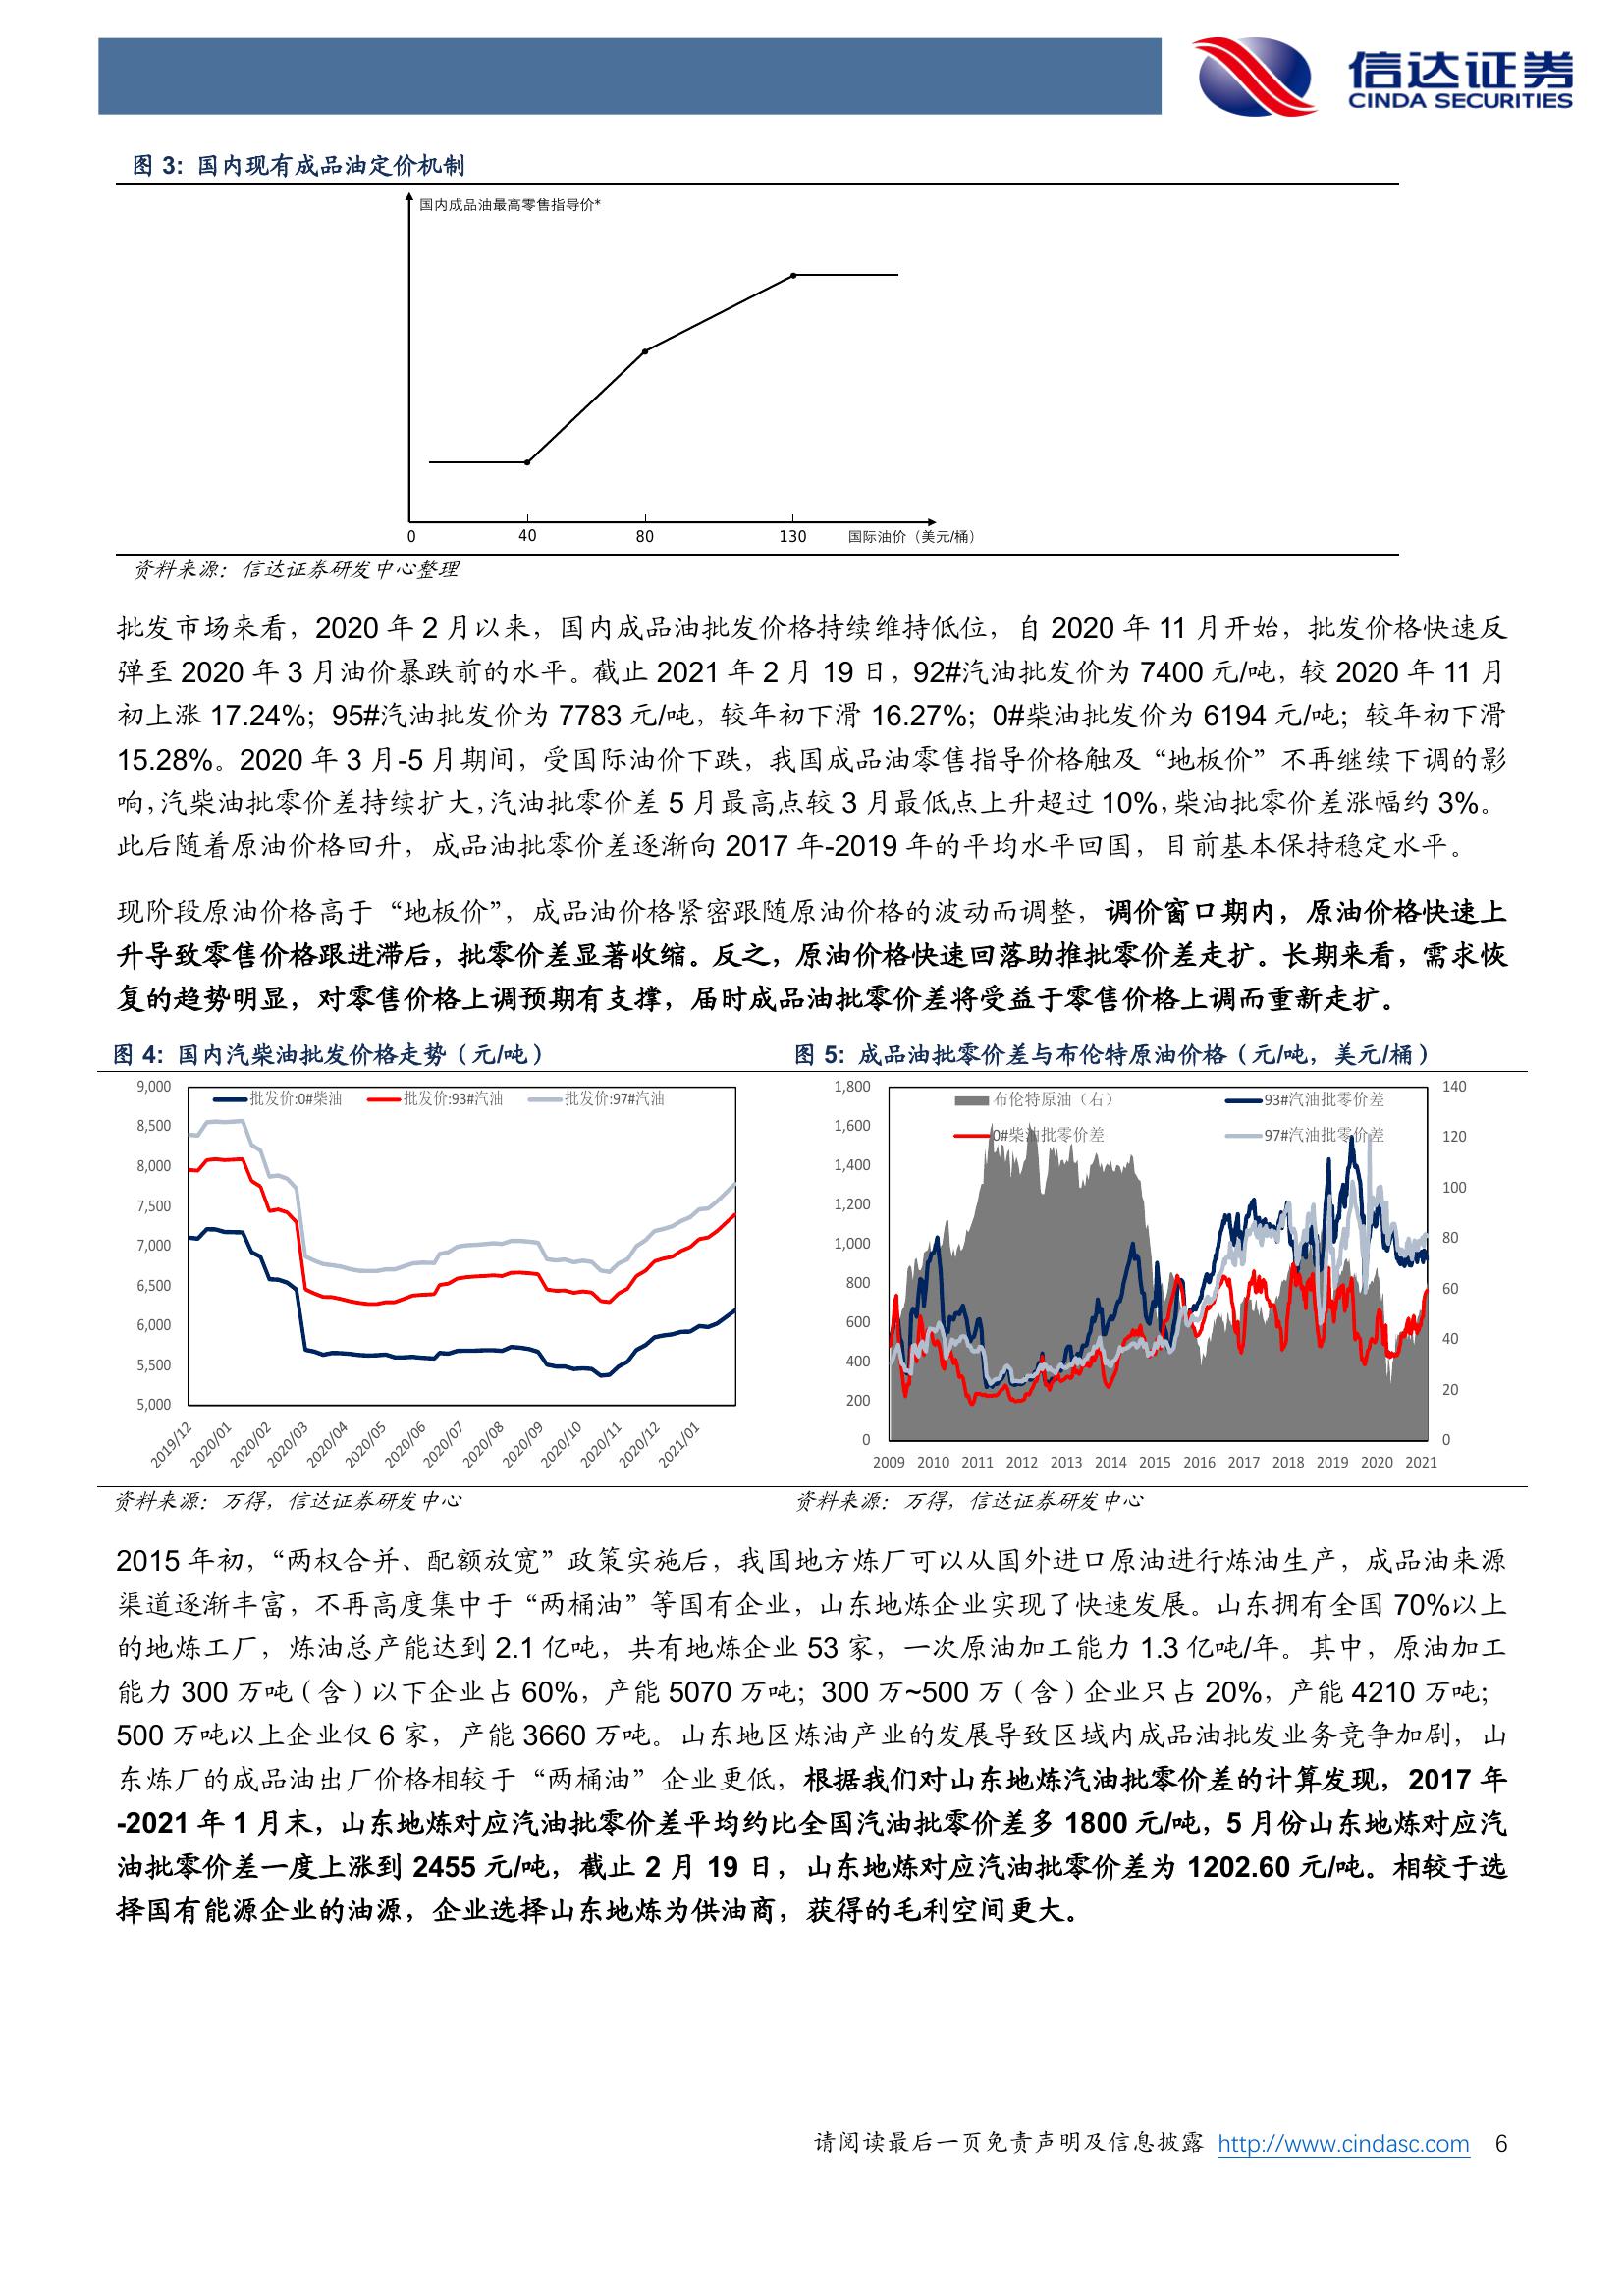 信达证券
CINDA SECURITIES
图 3：国内现有成品油定价机制
国内成品油最高零售指导价*
0 40 80 130 国际油价（美元/桶）
资料来源：信达证券研发中心整理
批发市场来看，2020 年 2 月以来，国内成品油批发价格持续维持低位，自 2020 年 11 月开始，批发价格快速反
弹至 2020 年 3 月油价暴跌前的水平。截止 2021 年 2 月 19 日，92#汽油批发价为 7400 元/吨，较 2020 年 11 月
初上涨 17.24%；95#汽油批发价为 7783 元/吨，较年初下滑 16.27%；0#柴油批发价为 6194 元/吨；较年初下滑
15.28%。2020 年 3 月-5 月期间，受国际油价下跌，我国成品油零售指导价格触及“地板价”不再继续下调的影
响，汽柴油批零价差持续扩大，汽油批零价差 5 月最高点较 3 月最低点上升超过 10%，柴油批零价差涨幅约 3%。
此后随着原油价格回升，成品油批零价差逐渐向 2017 年-2019 年的平均水平回国，目前基本保持稳定水平。
现阶段原油价格高于“地板价”，成品油价格紧密跟随原油价格的波动而调整，调价窗口期内，原油价格快速上
升导致零售价格跟进滞后，批零价差显著收缩。反之，原油价格快速回落助推批零价差走扩。长期来看，需求恢
复的趋势明显，对零售价格上调预期有支撑，届时成品油批零价差将受益于零售价格上调而重新走扩。
图 4：国内汽柴油批发价格走势（元/吨）
批发价:0#柴油 批发价:93#汽油 批发价:97#汽油
9,000
8,500
8,000
7,500
7,000
6,500
6,000
5,500
5,000
2019/12 2020/01 2020/02 2020/03 2020/04 2020/05 2020/06 2020/07 2020/08 2020/09 2020/10 2020/11 2020/12 2021/01
资料来源：万得，信达证券研发中心
图 5：成品油批零价差与布伦特原油价格（元/吨，美元/桶）
布伦特原油（右） 93#汽油批零价差
0#柴油批零价差 97#汽油批零价差
1,800
1,600
1,400
1,200
1,000
800
600
400
200
0
140
120
100
80
60
40
20
0
2009 2010 2011 2012 2013 2014 2015 2016 2017 2018 2019 2020 2021
资料来源：万得，信达证券研发中心
2015 年初，“两权合并、配额放宽”政策实施后，我国地方炼厂可以从国外进口原油进行炼油生产，成品油来源
渠道逐渐丰富，不再高度集中于“两桶油”等国有企业，山东地炼企业实现了快速发展。山东拥有全国 70%以上
的地炼工厂，炼油总产能达到 2.1 亿吨，共有地炼企业 53 家，一次原油加工能力 1.3 亿吨/年。其中，原油加工
能力 300 万吨（含）以下企业占 60%，产能 5070 万吨；300 万~500 万（含）企业只占 20%，产能 4210 万吨；
500 万吨以上企业仅 6 家，产能 3660 万吨。山东地区炼油产业的发展导致区域内成品油批发业务竞争加剧，山
东炼厂的成品油出厂价格相较于“两桶油”企业更低，根据我们对山东地炼汽油批零价差的计算发现，2017 年
-2021 年 1 月末，山东地炼对应汽油批零价差平均约比全国汽油批零价差多 1800 元/吨，5 月份山东地炼对应汽
油批零价差一度上涨到 2455 元/吨，截止 2 月 19 日，山东地炼对应汽油批零价差为 1202.60 元/吨。相较于选
择国有能源企业的油源，企业选择山东地炼为供油商，获得的毛利空间更大。
请阅读最后一页免责声明及信息披露 http://www.cindasc.com 6